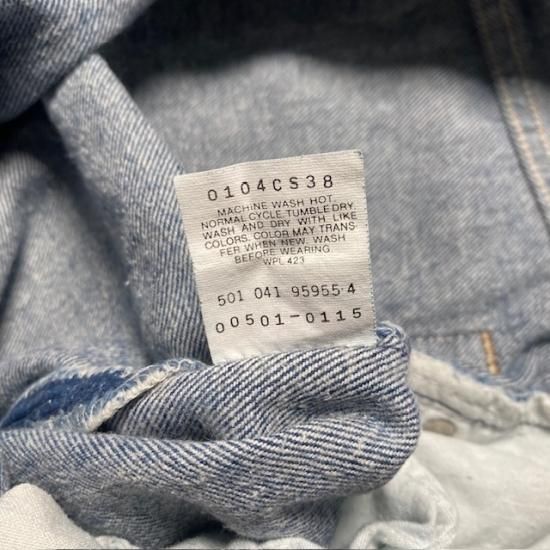 0104CS38
MACHINE WASH HOT.
NORMAL CYCLE. TUMBLE DRY.
WASH AND DRY WITH LIKE
COLORS. COLOR MAY TRANS
FER WHEN NEW. WASH
BEFORE WEARING.
WPL 423
501 041 95955-4
00501-0115